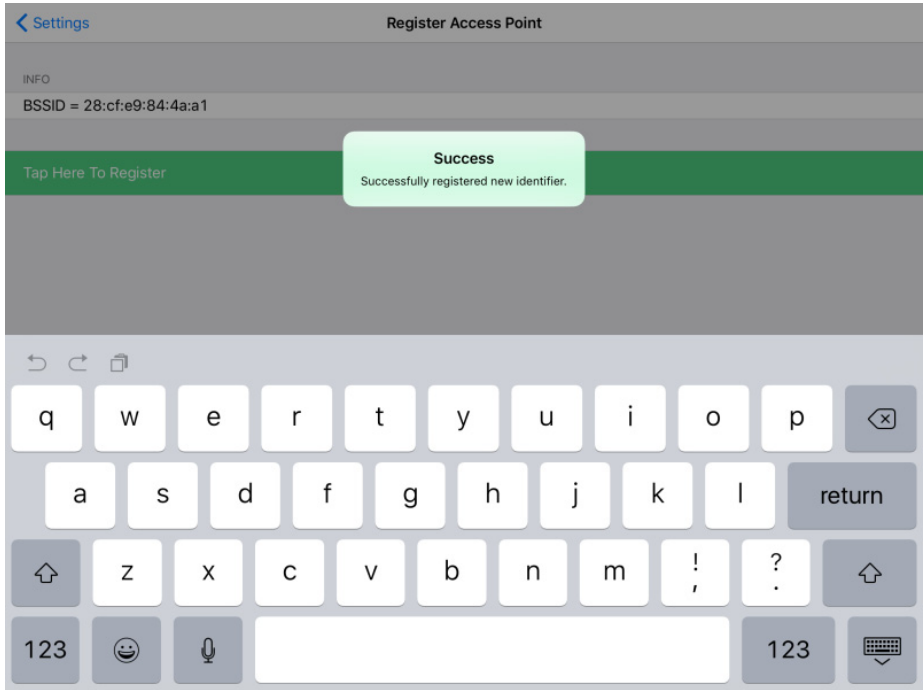 Settings
Register Access Point
INFO
BSSID = 28:cf:e9:84:4a:a1
Tap Here To Register
Success
Successfully registered new identifier.
q w e r t y u i o p
a s d f g h j k l return
z x c v b n m ! , ? .
123 123